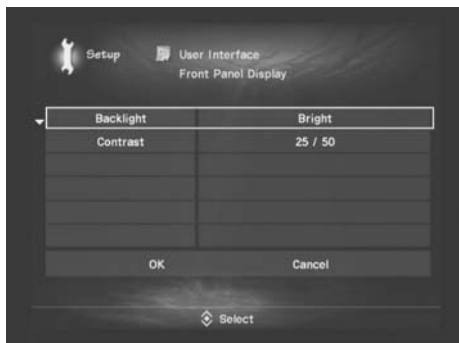 Setup User Interface
Front Panel Display
Backlight Bright
Contrast 25 / 50
OK Cancel
Select